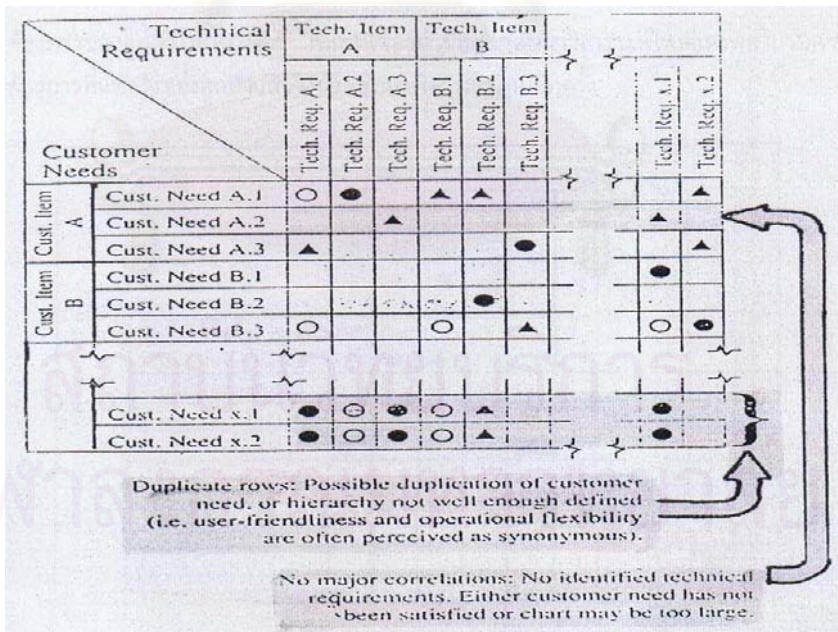 Technical Requirements
Customer Needs
Tech. Item A
Tech. Item B
Tech. Req. A.2
Tech. Req. A.3
Tech. Req. B.1
Tech. Req. B.2
Tech. Req. B.3
Tech. Req. x.1
Tech. Req. x.2
Cust. Item A
Cust. Need A.1
Cust. Need A.2
Cust. Need A.3
Cust. Item B
Cust. Need B.1
Cust. Need B.2
Cust. Need B.3
Cust. Need x.1
Cust. Need x.2
Duplicate rows: Possible duplication of customer
need, or hierarchy not well enough defined
(i.e. user-friendliness and operational flexibility
are often perceived as synonymous).
No major correlations: No identified technical
requirements. Either customer need has not
been satisfied or chart may be too large.